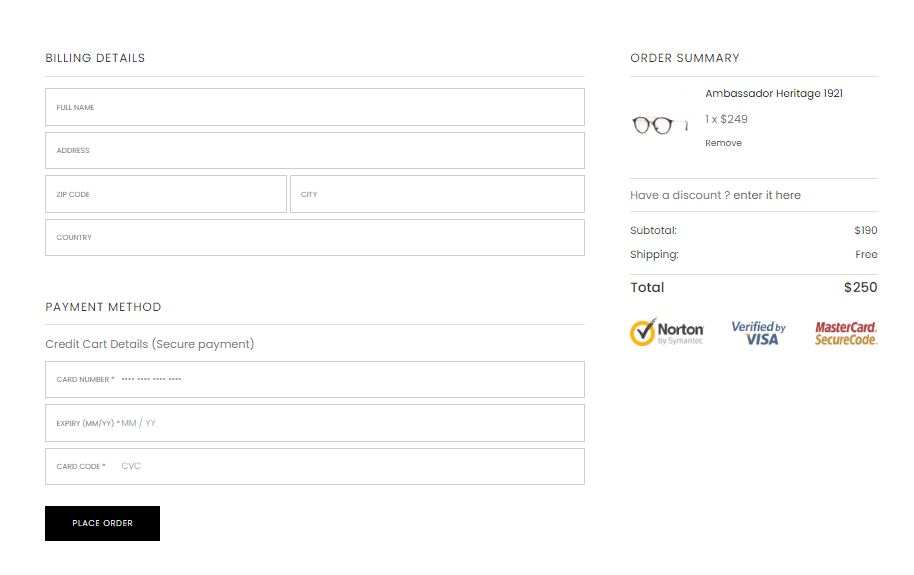 BILLING DETAILS
FULL NAME
ADDRESS
ZIP CODE
CITY
COUNTRY
PAYMENT METHOD
Credit Cart Details (Secure payment)
CARD NUMBER * •••• •••• •••• ••••
EXPIRY (MM/YY) * MM / YY
CARD CODE * CVC
PLACE ORDER
ORDER SUMMARY
Ambassador Heritage 1921
1 x $249
Remove
Have a discount ? enter it here
Subtotal: $190
Shipping: Free
Total $250
Norton
by Symantec
Verified by
VISA
MasterCard.
SecureCode.